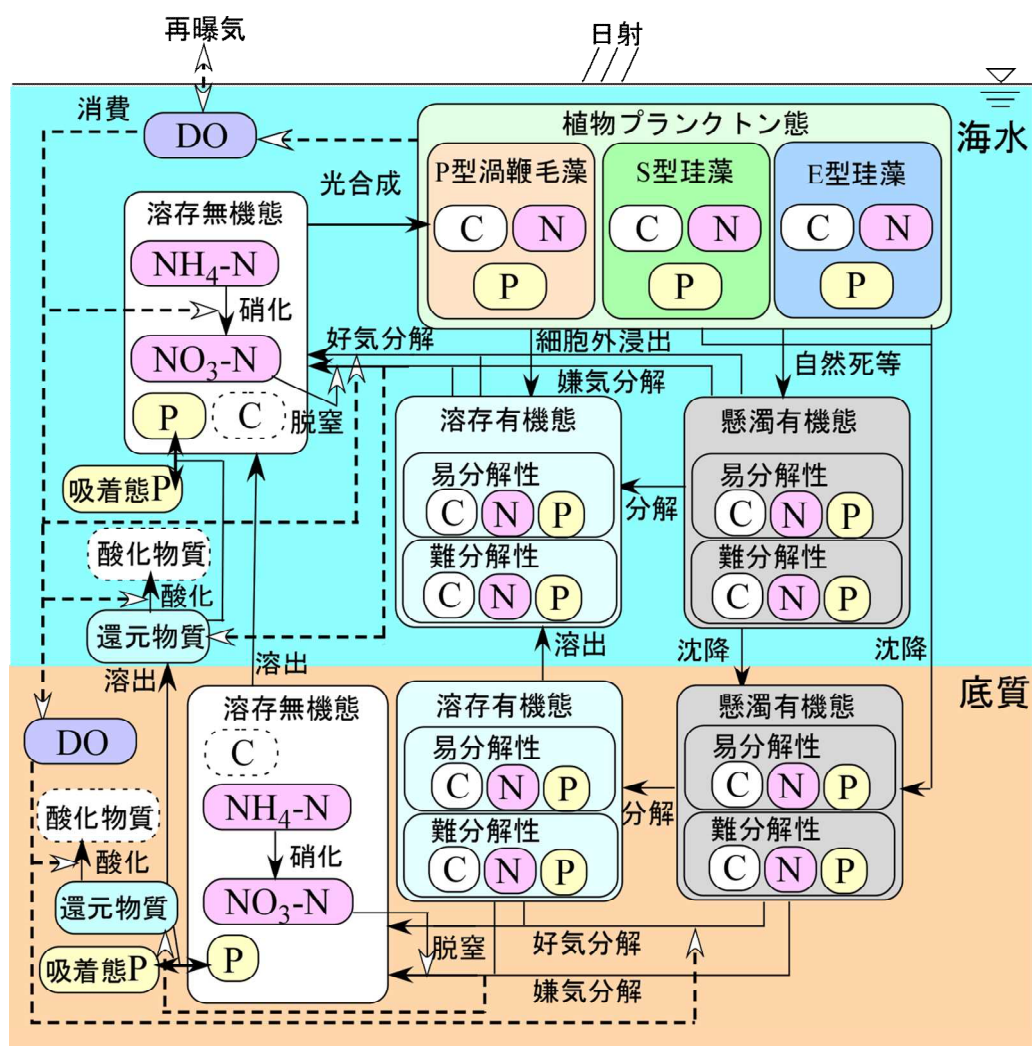 再曝気
日射
消費
DO
植物プランクトン態
海水
P型渦鞭毛藻
S型珪藻
E型珪藻
C
N
P
C
N
P
C
N
P
光合成
溶存無機態
NH4-N
硝化
NO3-N
P
C
脱窒
好気分解
細胞外浸出
嫌気分解
自然死等
吸着態P
溶存有機態
易分解性
C
N
P
難分解性
C
N
P
分解
懸濁有機態
易分解性
C
N
P
難分解性
C
N
P
酸化物質
酸化
還元物質
溶出
溶出
溶出
沈降
沈降
底質
DO
溶存無機態
C
NH4-N
硝化
NO3-N
P
溶存有機態
易分解性
C
N
P
難分解性
C
N
P
分解
懸濁有機態
易分解性
C
N
P
難分解性
C
N
P
酸化物質
酸化
還元物質
吸着態P
脱窒
好気分解
嫌気分解